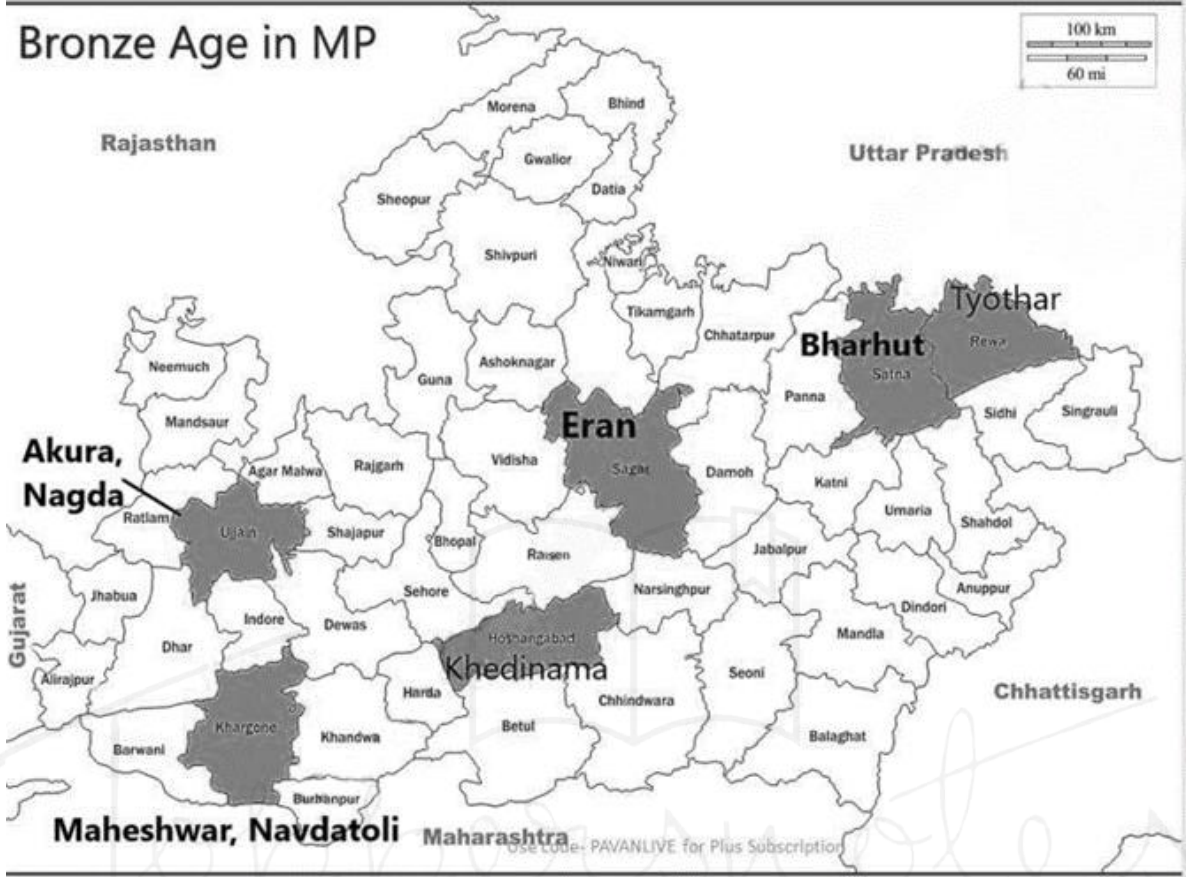 Bronze Age in MP
100 km
60 mi
Rajasthan
Uttar Pradesh
Morena
Bhind
Gwalior
Datia
Sheopur
Shivpuri
Niwari
Tikamgarh
Chhatarpur
Tyothar
Rewa
Bharhut
Satna
Neemuch
Ashoknagar
Guna
Panna
Sidhi
Singrauli
Mandsaur
Eran
Akura,
Nagda
Agar Malwa
Rajgarh
Vidisha
Sagar
Damoh
Katni
Umaria
Shahdol
Ratlam
Ujjain
Shajapur
Bhopal
Raisen
Jabalpur
Anuppur
Gujarat
Jhabua
Sehore
Narsinghpur
Dindori
Indore
Dewas
Hoshangabad
Mandla
Dhar
Khedinama
Seoni
Alirajpur
Harda
Chhindwara
Chhattisgarh
Khargone
Betul
Barwani
Khandwa
Balaghat
Burhanpur
Maheshwar, Navdatoli
Maharashtra
Use code- PAVANLIVE for Plus Subscription